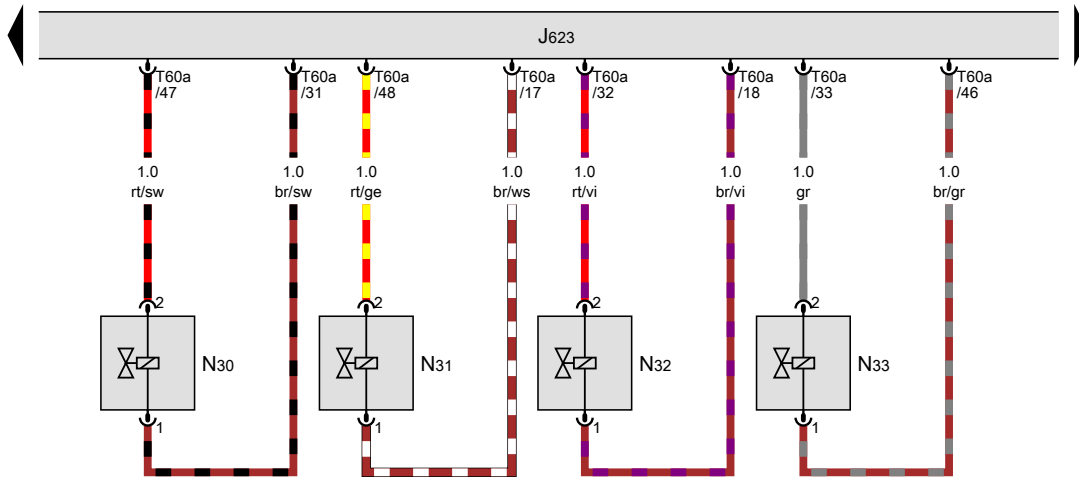 J623
T60a /47
T60a /31
T60a /48
T60a /17
T60a /32
T60a /18
T60a /33
T60a /46
1.0 rt/sw
1.0 br/sw
1.0 rt/ge
1.0 br/ws
1.0 rt/vi
1.0 br/vi
1.0 gr
1.0 br/gr
2
2
2
2
N30
N31
N32
N33
1
1
1
1